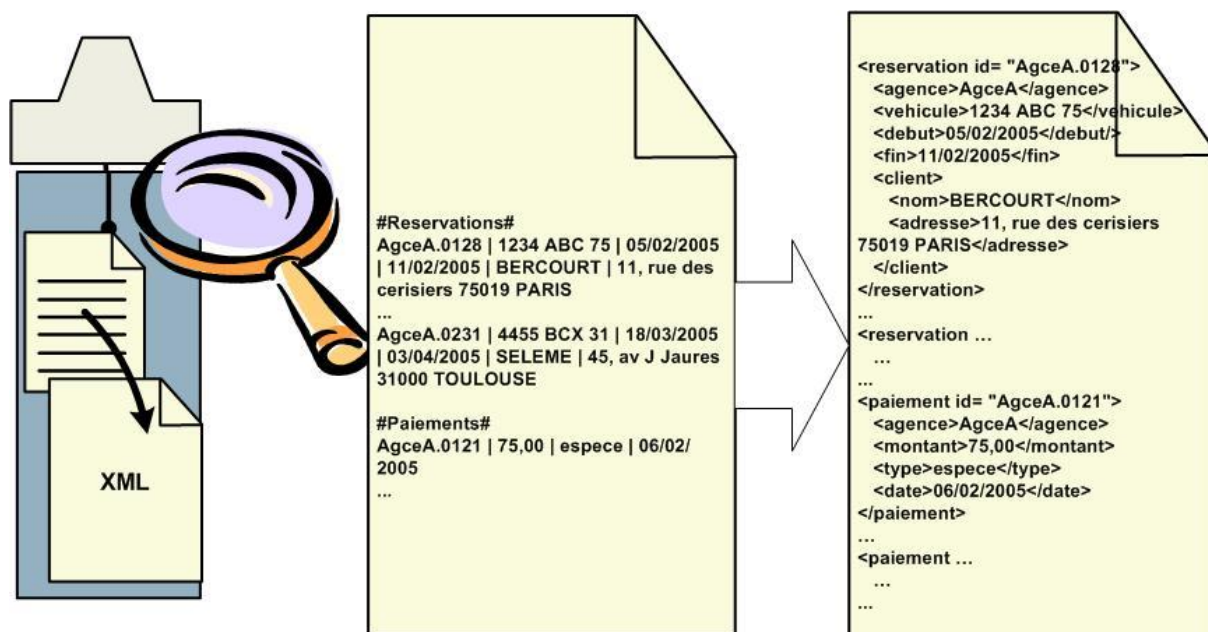 XML
#Reservations#
AgceA.0128 | 1234 ABC 75 | 05/02/2005
| 11/02/2005 | BERCOURT | 11, rue des
cerisiers 75019 PARIS
...
AgceA.0231 | 4455 BCX 31 | 18/03/2005
| 03/04/2005 | SELEME | 45, av J Jaures
31000 TOULOUSE
#Paiements#
AgceA.0121 | 75,00 | espece | 06/02/
2005
...
<reservation id= "AgceA.0128">
<agence>AgceA</agence>
<vehicule>1234 ABC 75</vehicule>
<debut>05/02/2005</debut/>
<fin>11/02/2005</fin>
<client>
<nom>BERCOURT</nom>
<adresse>11, rue des cerisiers
75019 PARIS</adresse>
</client>
</reservation>
...
<reservation ...
...
...
<paiement id= "AgceA.0121">
<agence>AgceA</agence>
<montant>75,00</montant>
<type>espece</type>
<date>06/02/2005</date>
</paiement>
...
<paiement ...
...
...